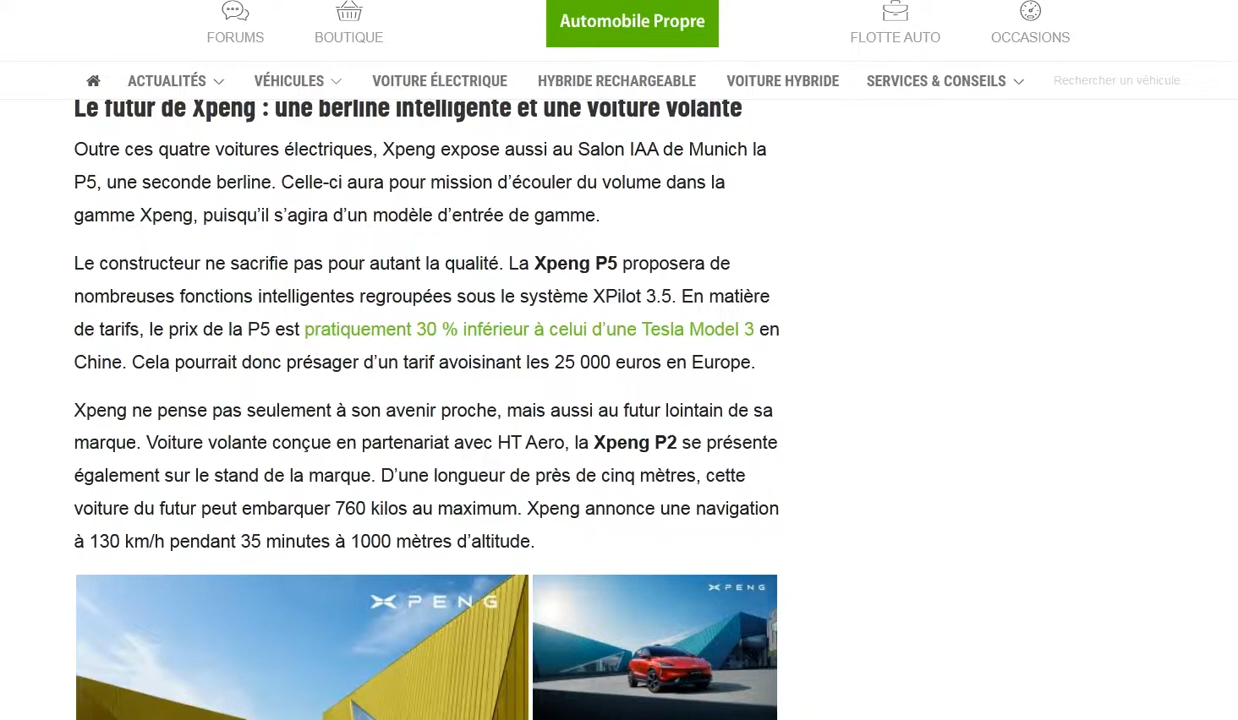 FORUMS
BOUTIQUE
Automobile Propre
FLOTTE AUTO
OCCASIONS
ACTUALITÉS
VÉHICULES
VOITURE ÉLECTRIQUE
HYBRIDE RECHARGEABLE
VOITURE HYBRIDE
SERVICES & CONSEILS
Rechercher un véhicule
Le futur de Xpeng : une berline intelligente et une voiture volante
Outre ces quatre voitures électriques, Xpeng expose aussi au Salon IAA de Munich la
P5, une seconde berline. Celle-ci aura pour mission d’écouler du volume dans la
gamme Xpeng, puisqu’il s’agira d’un modèle d’entrée de gamme.
Le constructeur ne sacrifie pas pour autant la qualité. La Xpeng P5 proposera de
nombreuses fonctions intelligentes regroupées sous le système XPilot 3.5. En matière
de tarifs, le prix de la P5 est pratiquement 30 % inférieur à celui d’une Tesla Model 3 en
Chine. Cela pourrait donc présager d’un tarif avoisinant les 25 000 euros en Europe.
Xpeng ne pense pas seulement à son avenir proche, mais aussi au futur lointain de sa
marque. Voiture volante conçue en partenariat avec HT Aero, la Xpeng P2 se présente
également sur le stand de la marque. D’une longueur de près de cinq mètres, cette
voiture du futur peut embarquer 760 kilos au maximum. Xpeng annonce une navigation
à 130 km/h pendant 35 minutes à 1000 mètres d’altitude.
XPENG
XPENG